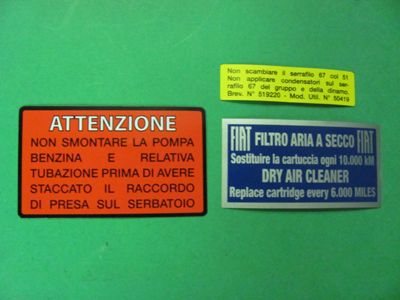 ATTENZIONE
NON SMONTARE LA POMPA
BENZINA E RELATIVA
TUBAZIONE PRIMA DI AVERE
STACCATO IL RACCORDO
DI PRESA SUL SERBATOIO
Non scambiare il serrafilo 67 col 51
Non applicare condensatori sul ser-
rafilo 67 del gruppo e della dinamo.
Brev. N° 519220 - Mod. Util. N° 50419
FIAT FILTRO ARIA A SECCO FIAT
Sostituire la cartuccia ogni 10.000 kM
DRY AIR CLEANER
Replace cartridge every 6.000 MILES